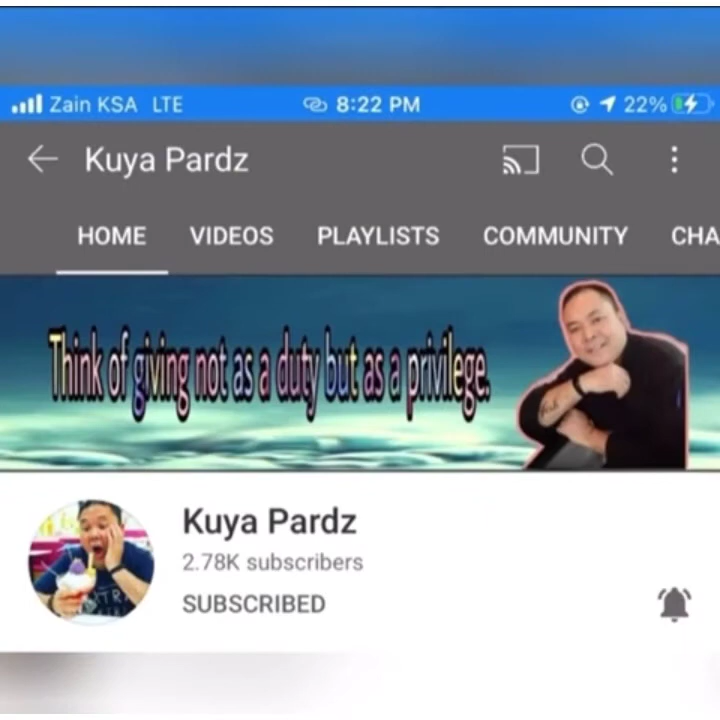 Zain KSA LTE 8:22 PM 22%
Kuya Pardz
HOME VIDEOS PLAYLISTS COMMUNITY CHA
Think of giving not as a duty but as a privilege.
Kuya Pardz
2.78K subscribers
SUBSCRIBED